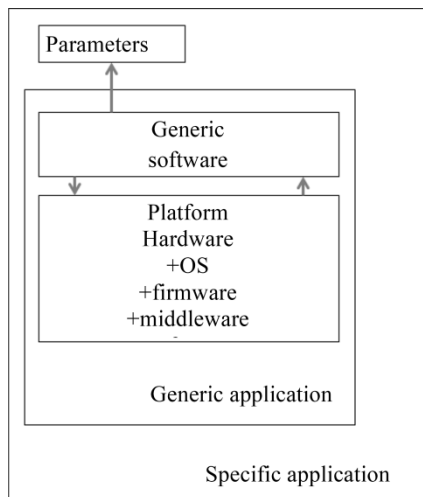 Parameters
Generic
software
Platform
Hardware
+OS
+firmware
+middleware
Generic application
Specific application